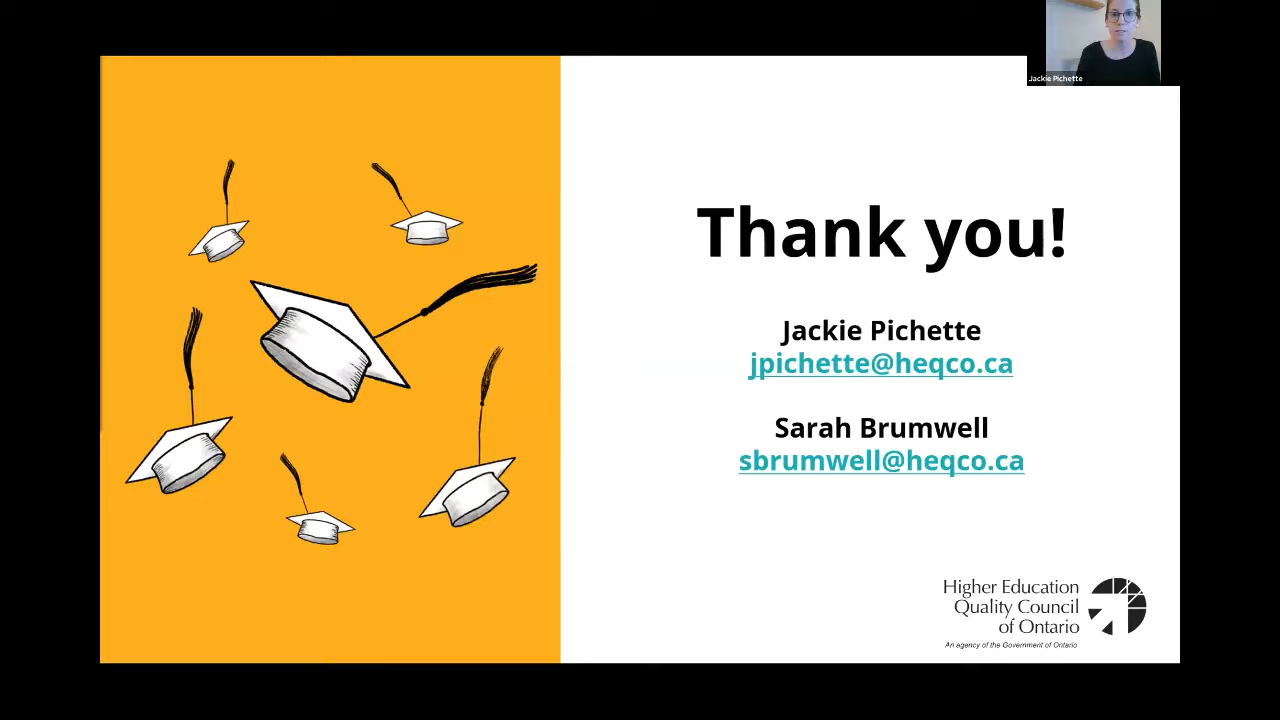 Jackie Pichette
Thank you!
Jackie Pichette
jpichette@heqco.ca
Sarah Brumwell
sbrumwell@heqco.ca
Higher Education
Quality Council
of Ontario
An agency of the Government of Ontario